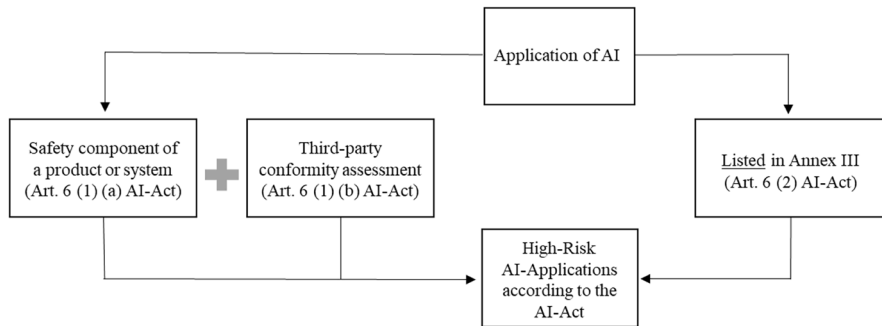 Application of AI
Safety component of
a product or system
(Art. 6 (1) (a) AI-Act)
Third-party
conformity assessment
(Art. 6 (1) (b) AI-Act)
Listed in Annex III
(Art. 6 (2) AI-Act)
High-Risk
AI-Applications
according to the
AI-Act